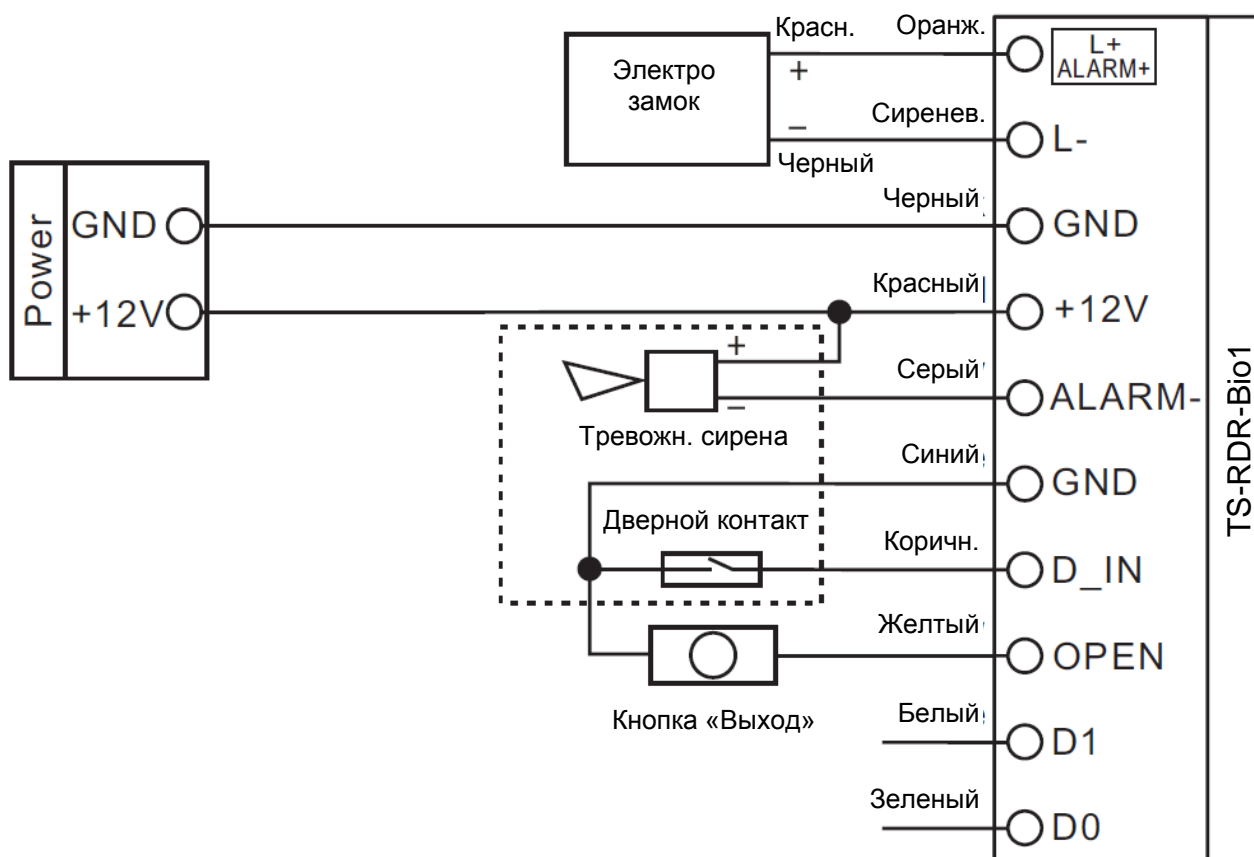 Красн. Оранж.
Электро
замок
+
−
Сиренев.
Черный
L+
ALARM+
L-
Черный
GND
GND
Power
Красный
+12V
+12V
+
−
Серый
ALARM-
Тревожн. сирена
Синий
GND
Дверной контакт
Коричн.
D_IN
Желтый
OPEN
Кнопка «Выход»
Белый
D1
Зеленый
D0
TS-RDR-Bio1